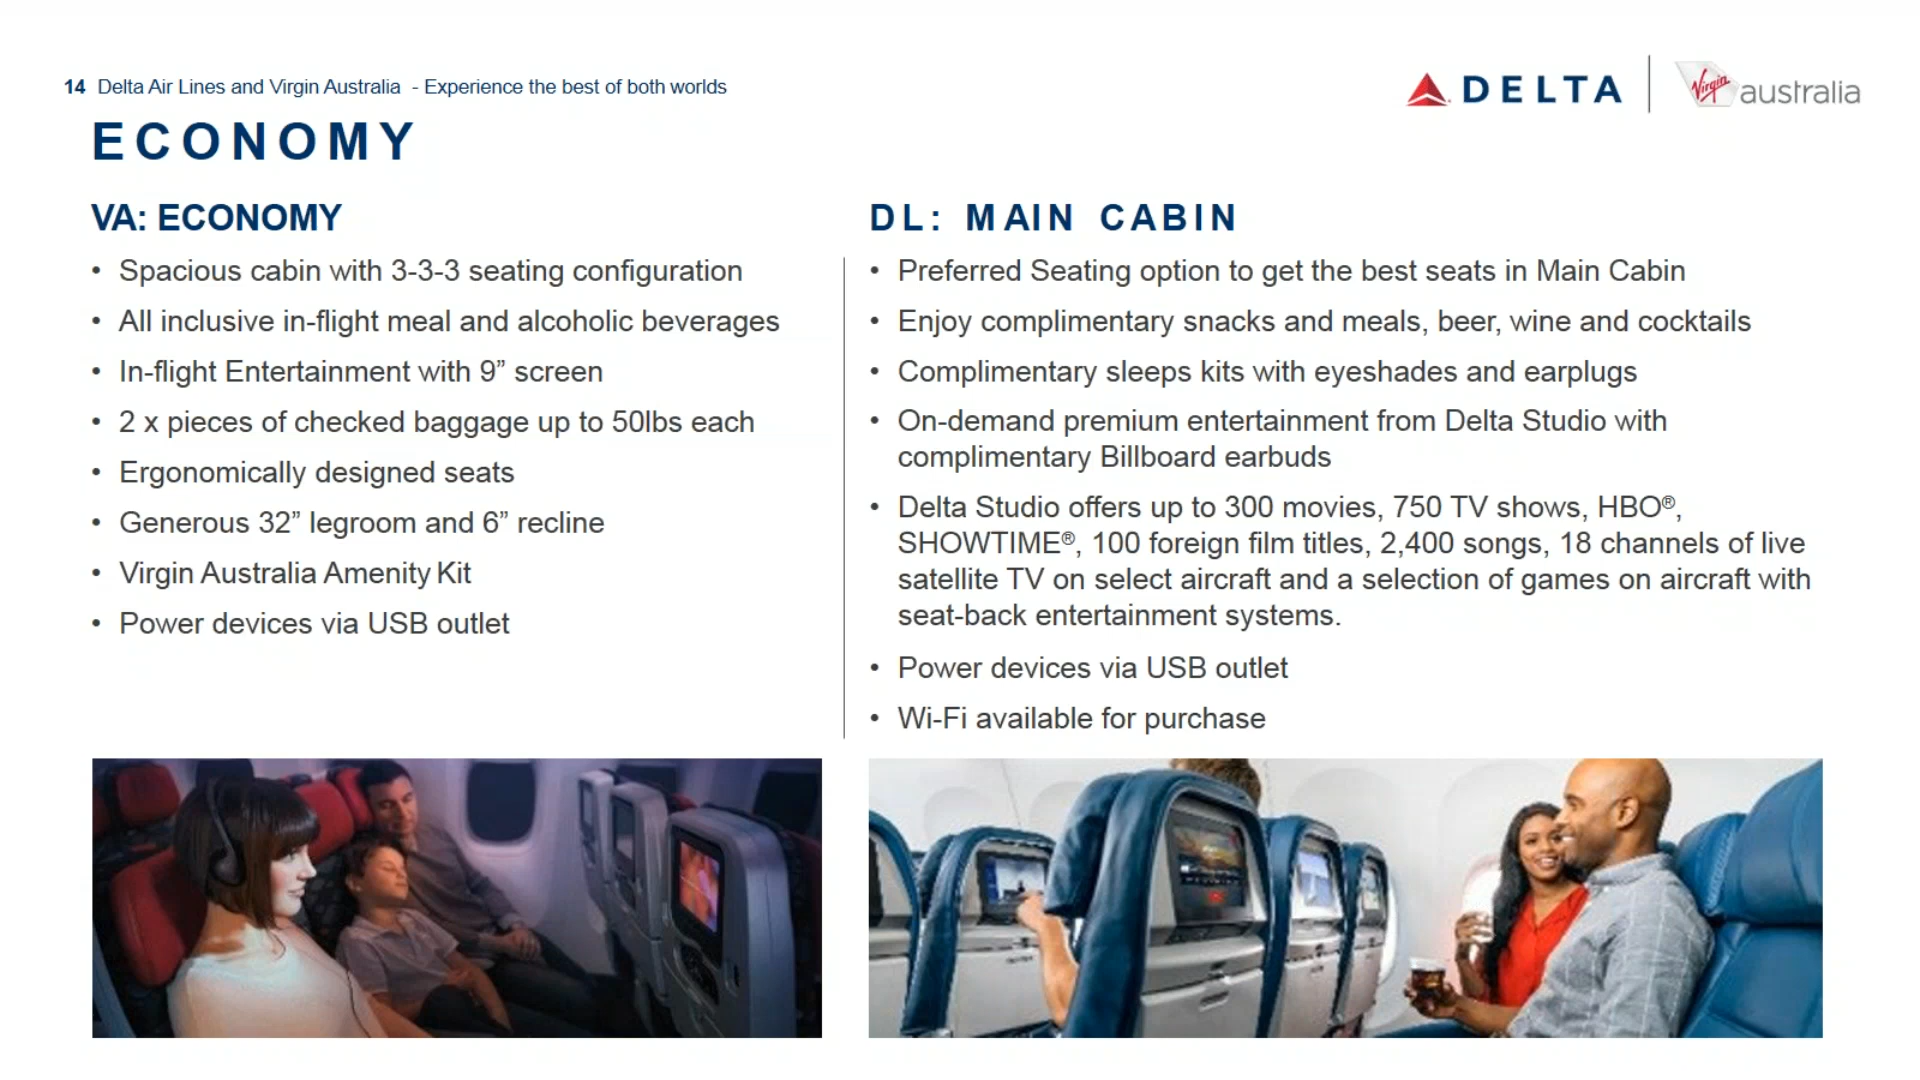 14 Delta Air Lines and Virgin Australia - Experience the best of both worlds
DELTA
Virgin australia
ECONOMY
VA: ECONOMY
• Spacious cabin with 3-3-3 seating configuration
• All inclusive in-flight meal and alcoholic beverages
• In-flight Entertainment with 9” screen
• 2 x pieces of checked baggage up to 50lbs each
• Ergonomically designed seats
• Generous 32” legroom and 6” recline
• Virgin Australia Amenity Kit
• Power devices via USB outlet
DL: MAIN CABIN
• Preferred Seating option to get the best seats in Main Cabin
• Enjoy complimentary snacks and meals, beer, wine and cocktails
• Complimentary sleeps kits with eyeshades and earplugs
• On-demand premium entertainment from Delta Studio with
complimentary Billboard earbuds
• Delta Studio offers up to 300 movies, 750 TV shows, HBO®,
SHOWTIME®, 100 foreign film titles, 2,400 songs, 18 channels of live
satellite TV on select aircraft and a selection of games on aircraft with
seat-back entertainment systems.
• Power devices via USB outlet
• Wi-Fi available for purchase